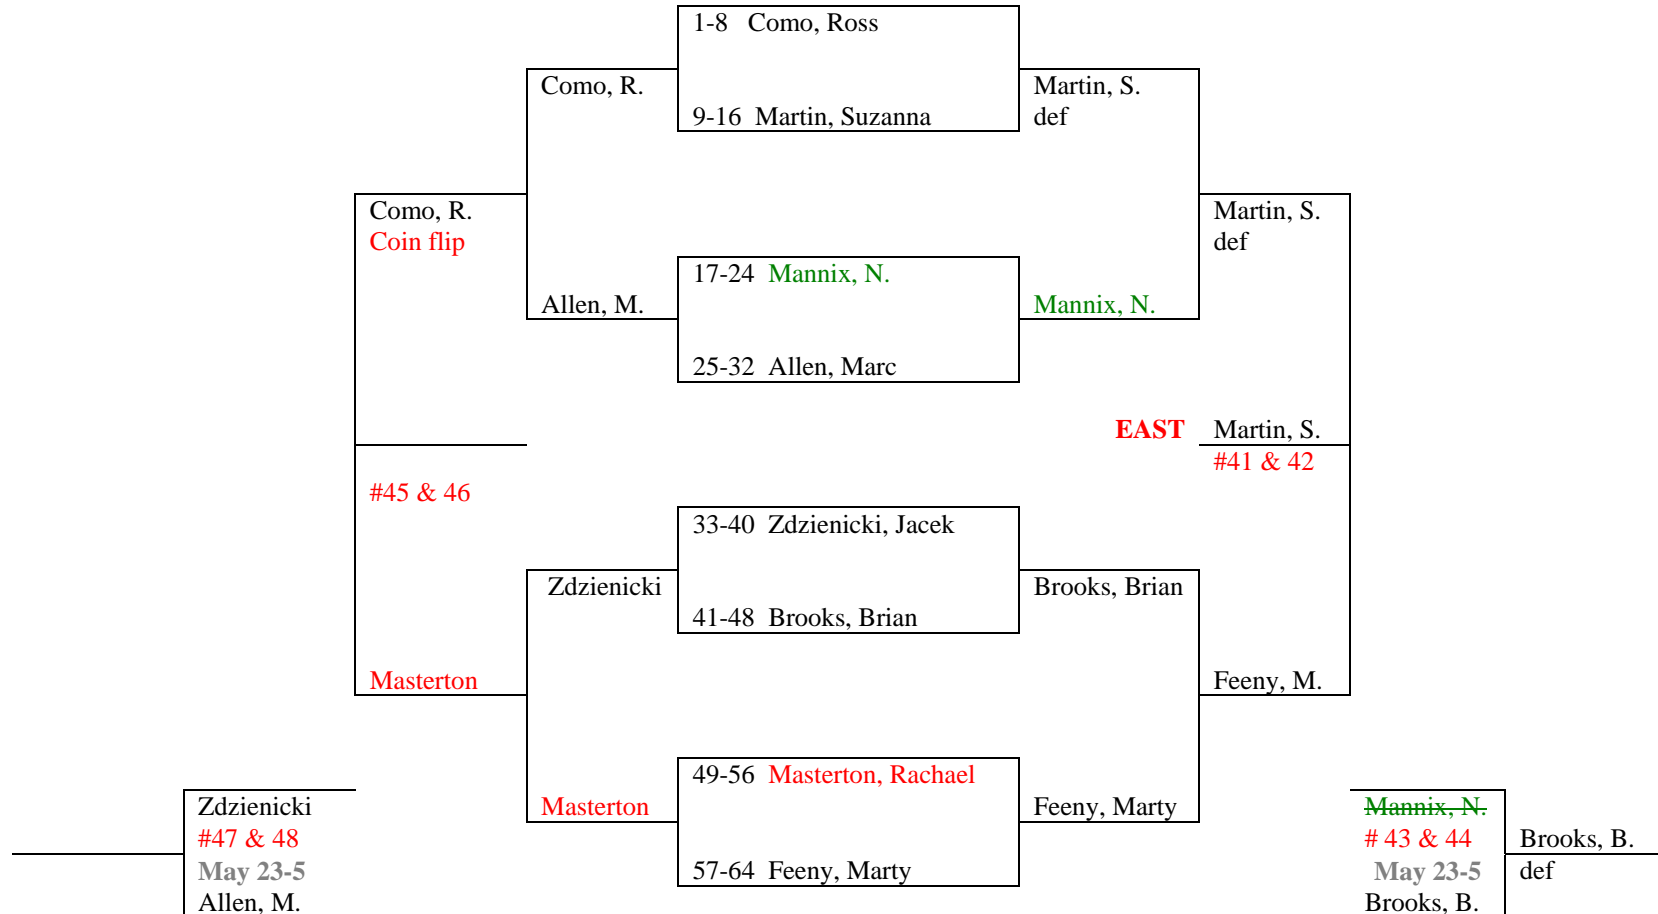 1-8 Como, Ross
Como, R.
Martin, S.
9-16 Martin, Suzanna
def
Como, R.
Martin, S.
Coin flip
def
17-24 Mannix, N.
Allen, M.
Mannix, N.
25-32 Allen, Marc
EAST Martin, S.
#41 & 42
#45 & 46
33-40 Zdzienicki, Jacek
Zdzienicki
Brooks, Brian
41-48 Brooks, Brian
Masterton
Feeny, M.
49-56 Masterton, Rachael
Masterton
Feeny, Marty
57-64 Feeny, Marty
Zdzienicki
#47 & 48
May 23-5
Allen, M.
Mannix, N.
# 43 & 44
May 23-5
Brooks, B.
Brooks, B.
def